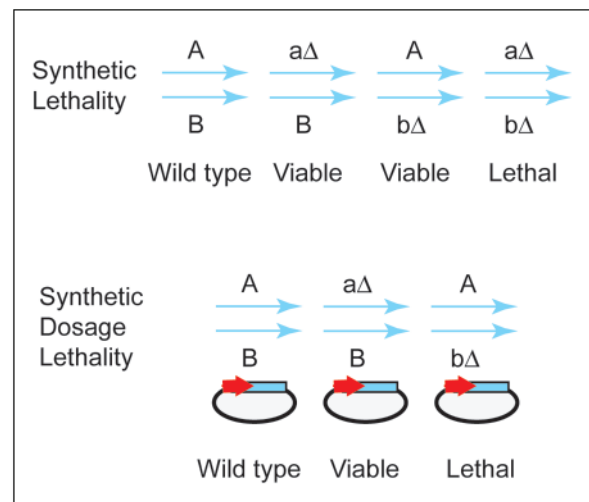 A aΔ A aΔ
Synthetic
Lethality
B B bΔ bΔ
Wild type Viable Viable Lethal
A aΔ A
Synthetic
Dosage
Lethality
B B bΔ
Wild type Viable Lethal